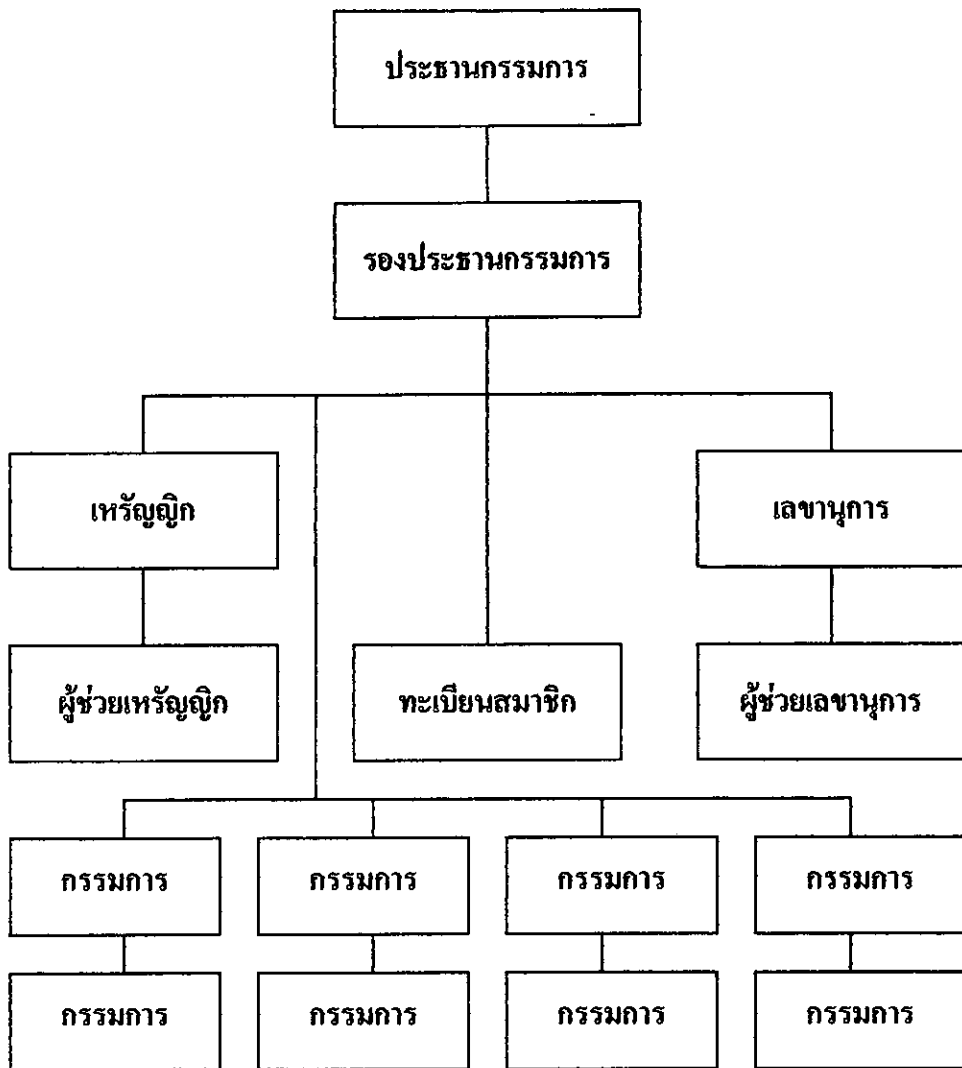 ประธานกรรมการ
รองประธานกรรมการ
เหรัญญิก
เลขานุการ
ผู้ช่วยเหรัญญิก
ทะเบียนสมาชิก
ผู้ช่วยเลขานุการ
กรรมการ
กรรมการ
กรรมการ
กรรมการ
กรรมการ
กรรมการ
กรรมการ
กรรมการ